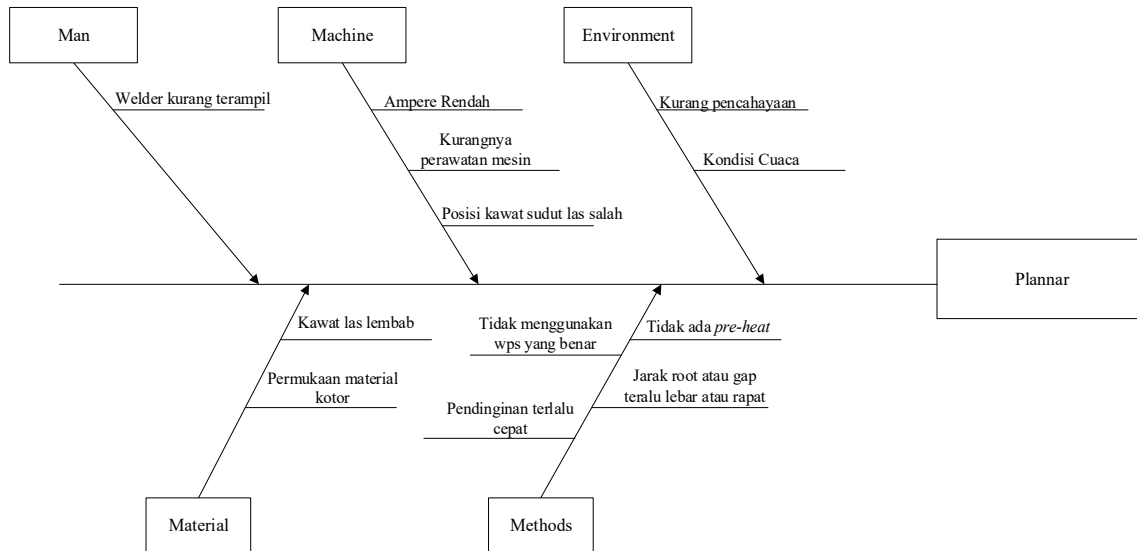 Man
Machine
Environment
Welder kurang terampil
Ampere Rendah
Kurang pencahayaan
Kurangnya
perawatan mesin
Kondisi Cuaca
Posisi kawat sudut las salah
Plannar
Kawat las lembab
Tidak menggunakan
wps yang benar
Tidak ada pre-heat
Permukaan material
kotor
Jarak root atau gap
teralu lebar atau rapat
Pendinginan terlalu
cepat
Material
Methods